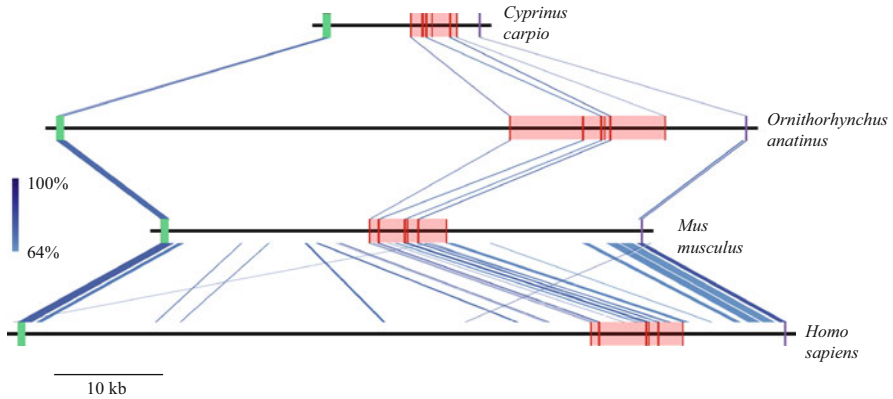 Cyprinus
carpio
Ornithorhynchus
anatinus
100%
64%
Mus
musculus
Homo
sapiens
10 kb